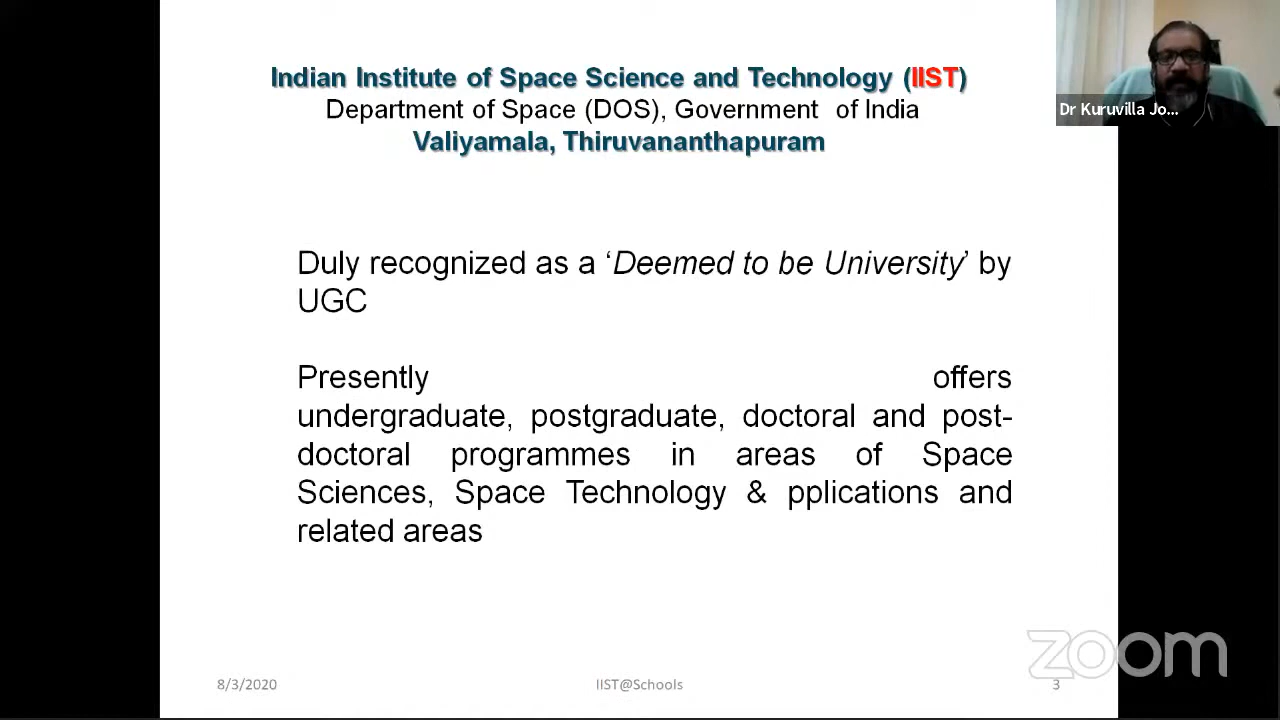 Indian Institute of Space Science and Technology (IIST)
Department of Space (DOS), Government of India
Valiyamala, Thiruvananthapuram
Dr Kuruvilla Jo...
Duly recognized as a ‘Deemed to be University’ by
UGC
Presently offers
undergraduate, postgraduate, doctoral and post-
doctoral programmes in areas of Space
Sciences, Space Technology & pplications and
related areas
zoom
8/3/2020 IIST@Schools 3